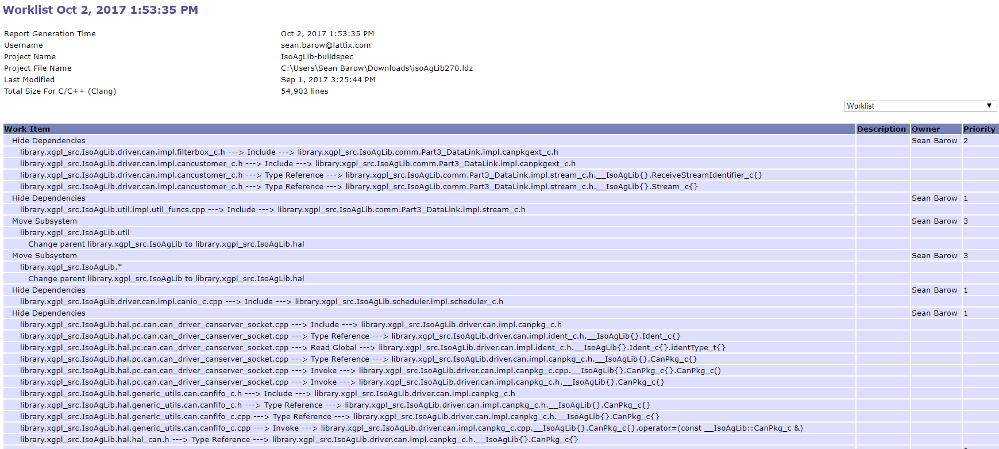 Worklist Oct 2, 2017 1:53:35 PM
Report Generation Time Oct 2, 2017 1:53:35 PM
Username sean.barow@lattix.com
Project Name IsoAgLib-buildspec
Project File Name C:\Users\Sean Barow\Downloads\isoAgLib270.ldz
Last Modified Sep 1, 2017 3:25:44 PM
Total Size For C/C++ (Clang) 54,903 lines
Worklist ▼
Work Item Description Owner Priority
Hide Dependencies Sean Barow 2
library.xgpl_src.IsoAgLib.driver.can.impl.filterbox_c.h ---> Include ---> library.xgpl_src.IsoAgLib.comm.Part3_DataLink.impl.canpkgext_c.h
library.xgpl_src.IsoAgLib.driver.can.impl.cancustomer_c.h ---> Include ---> library.xgpl_src.IsoAgLib.comm.Part3_DataLink.impl.canpkgext_c.h
library.xgpl_src.IsoAgLib.driver.can.impl.cancustomer_c.h ---> Type Reference ---> library.xgpl_src.IsoAgLib.comm.Part3_DataLink.impl.stream_c.h.__IsoAgLib{}.ReceiveStreamIdentifier_c{}
library.xgpl_src.IsoAgLib.driver.can.impl.cancustomer_c.h ---> Type Reference ---> library.xgpl_src.IsoAgLib.comm.Part3_DataLink.impl.stream_c.h.__IsoAgLib{}.Stream_c{}
Hide Dependencies Sean Barow 1
library.xgpl_src.IsoAgLib.util.impl.util_funcs.cpp ---> Include ---> library.xgpl_src.IsoAgLib.comm.Part3_DataLink.impl.stream_c.h
Move Subsystem Sean Barow 3
library.xgpl_src.IsoAgLib.util
Change parent library.xgpl_src.IsoAgLib to library.xgpl_src.IsoAgLib.hal
Move Subsystem Sean Barow 3
library.xgpl_src.IsoAgLib.*
Change parent library.xgpl_src.IsoAgLib to library.xgpl_src.IsoAgLib.hal
Hide Dependencies Sean Barow 1
library.xgpl_src.IsoAgLib.driver.can.impl.canio_c.cpp ---> Include ---> library.xgpl_src.IsoAgLib.scheduler.impl.scheduler_c.h
Hide Dependencies Sean Barow 1
library.xgpl_src.IsoAgLib.hal.pc.can.can_driver_canserver_socket.cpp ---> Include ---> library.xgpl_src.IsoAgLib.driver.can.impl.canpkg_c.h
library.xgpl_src.IsoAgLib.hal.pc.can.can_driver_canserver_socket.cpp ---> Type Reference ---> library.xgpl_src.IsoAgLib.driver.can.impl.ident_c.h.__IsoAgLib{}.Ident_c{}
library.xgpl_src.IsoAgLib.hal.pc.can.can_driver_canserver_socket.cpp ---> Read Global ---> library.xgpl_src.IsoAgLib.driver.can.impl.ident_c.h.__IsoAgLib{}.Ident_c{}.identType_t{}
library.xgpl_src.IsoAgLib.hal.pc.can.can_driver_canserver_socket.cpp ---> Type Reference ---> library.xgpl_src.IsoAgLib.driver.can.impl.canpkg_c.h.__IsoAgLib{}.CanPkg_c{}
library.xgpl_src.IsoAgLib.hal.pc.can.can_driver_canserver_socket.cpp ---> Invoke ---> library.xgpl_src.IsoAgLib.driver.can.impl.canpkg_c.cpp.__IsoAgLib{}.CanPkg_c{}.CanPkg_c()
library.xgpl_src.IsoAgLib.hal.pc.can.can_driver_canserver_socket.cpp ---> Invoke ---> library.xgpl_src.IsoAgLib.driver.can.impl.canpkg_c.h.__IsoAgLib{}.CanPkg_c{}
library.xgpl_src.IsoAgLib.hal.generic_utils.can.canfifo_c.h ---> Include ---> library.xgpl_src.IsoAgLib.driver.can.impl.canpkg_c.h
library.xgpl_src.IsoAgLib.hal.generic_utils.can.canfifo_c.h ---> Type Reference ---> library.xgpl_src.IsoAgLib.driver.can.impl.canpkg_c.h.__IsoAgLib{}.CanPkg_c{}
library.xgpl_src.IsoAgLib.hal.generic_utils.can.canfifo_c.cpp ---> Type Reference ---> library.xgpl_src.IsoAgLib.driver.can.impl.canpkg_c.h.__IsoAgLib{}.CanPkg_c{}
library.xgpl_src.IsoAgLib.hal.generic_utils.can.canfifo_c.cpp ---> Invoke ---> library.xgpl_src.IsoAgLib.driver.can.impl.canpkg_c.cpp.__IsoAgLib{}.CanPkg_c{}.operator=(const __IsoAgLib::CanPkg_c &)
library.xgpl_src.IsoAgLib.hal.hal_can.h ---> Type Reference ---> library.xgpl_src.IsoAgLib.driver.can.impl.canpkg_c.h.__IsoAgLib{}.CanPkg_c{}